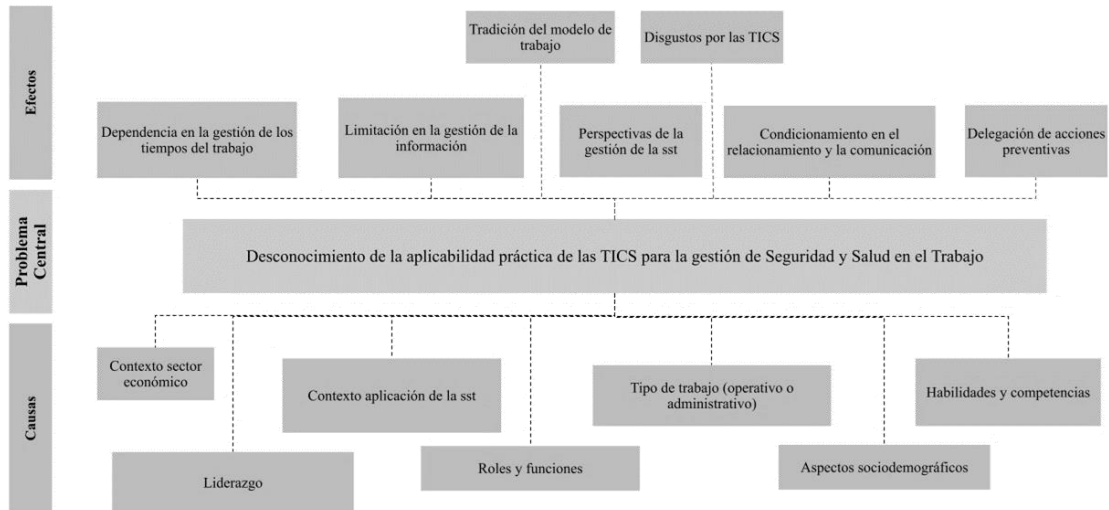 Efectos
Tradición del modelo de
trabajo
Disgustos por las TICS
Dependencia en la gestión de los
tiempos del trabajo
Limitación en la gestión de la
información
Perspectivas de la
gestión de la sst
Condicionamiento en el
relacionamiento y la comunicación
Delegación de acciones
preventivas
Problema
Central
Desconocimiento de la aplicabilidad práctica de las TICS para la gestión de Seguridad y Salud en el Trabajo
Causas
Contexto sector
económico
Contexto aplicación de la sst
Tipo de trabajo (operativo o
administrativo)
Habilidades y competencias
Liderazgo
Roles y funciones
Aspectos sociodemográficos